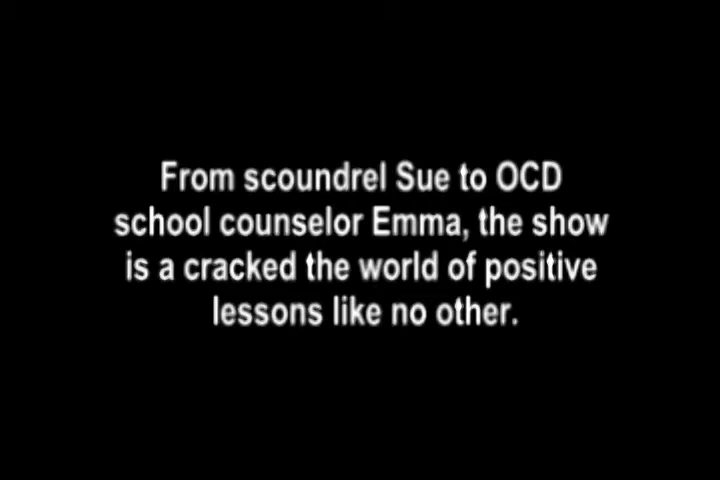 From scoundrel Sue to OCD
school counselor Emma, the show
is a cracked the world of positive
lessons like no other.